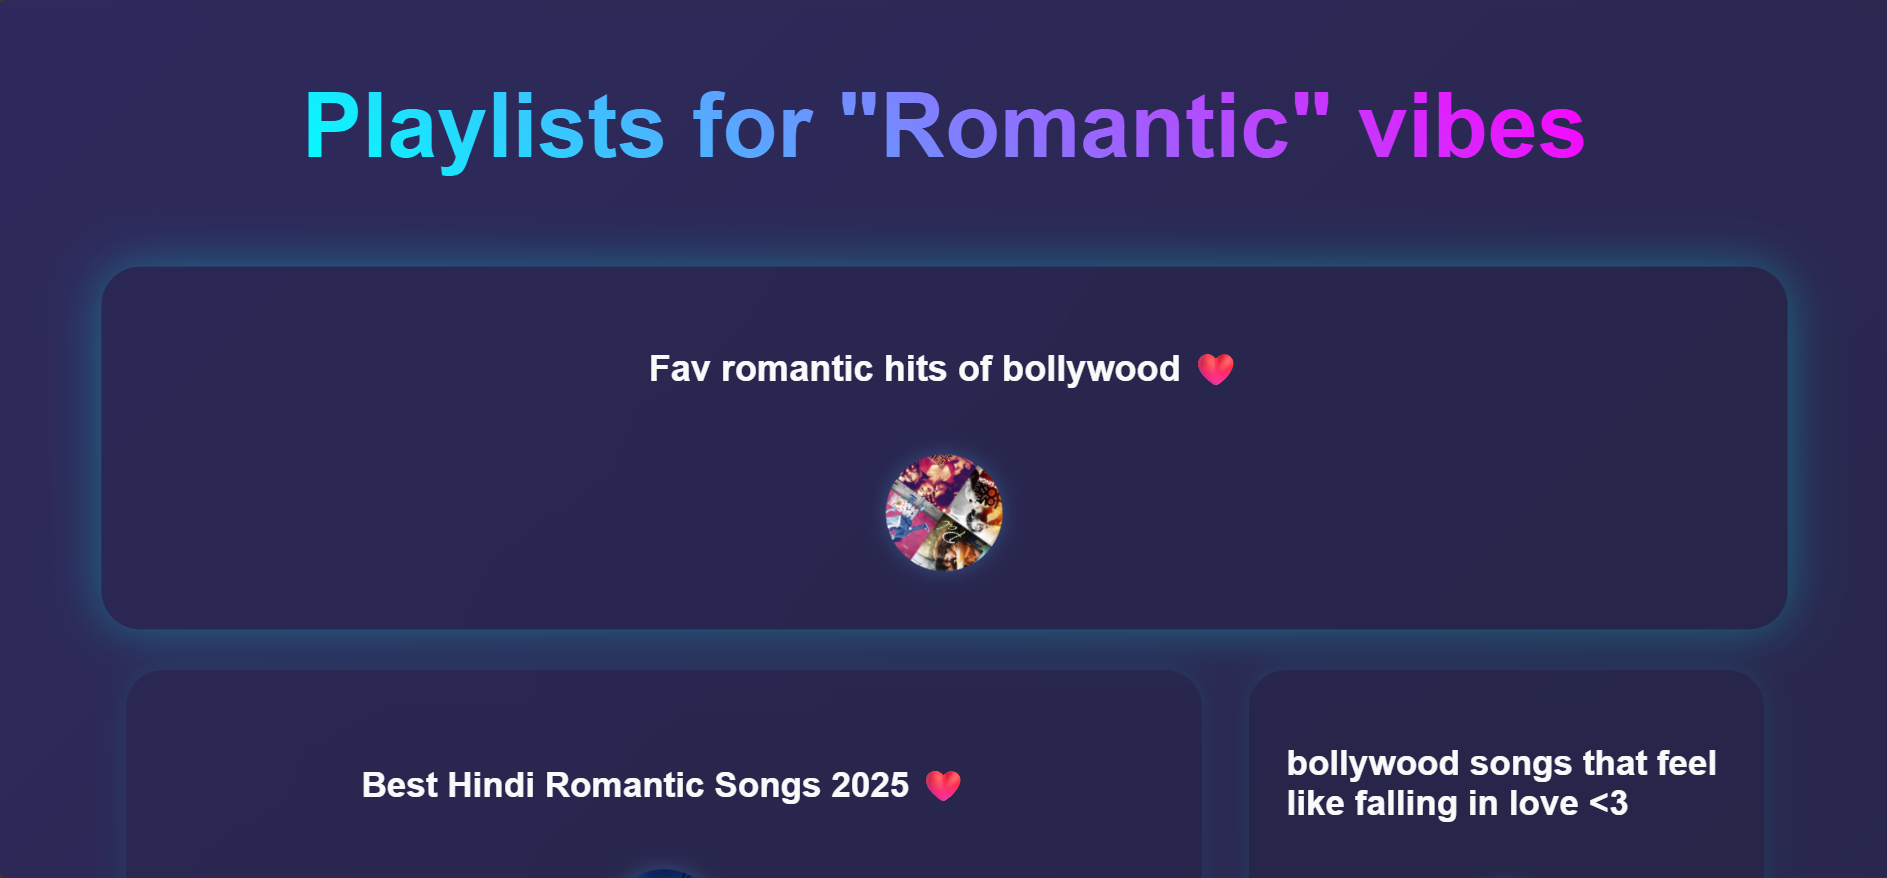 Playlists for "Romantic" vibes
Fav romantic hits of bollywood ❤️
Best Hindi Romantic Songs 2025 ❤️
bollywood songs that feel
like falling in love <3